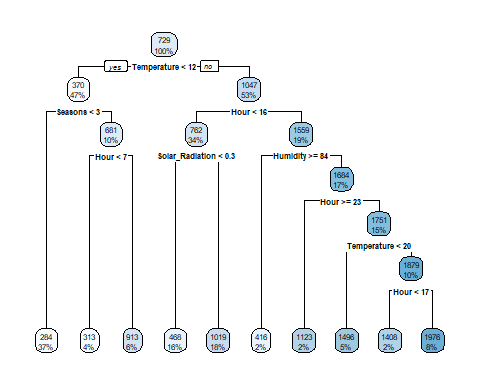 729
100%
yes Temperature < 12 no
370
47%
1047
53%
Seasons < 3
Hour < 16
681
10%
762
34%
1559
19%
Hour < 7
Solar_Radiation < 0.3
Humidity >= 84
1684
17%
Hour >= 23
1751
15%
Temperature < 20
1879
10%
Hour < 17
284 313 913 468 1019 416 1123 1496 1408 1976
37% 4% 6% 16% 18% 2% 2% 5% 2% 8%